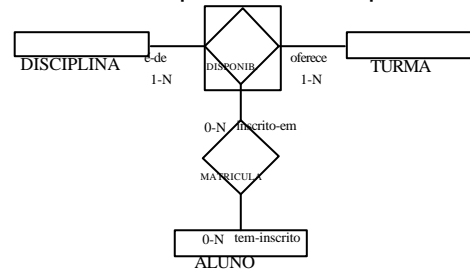 DISCIPLINA
e-de
1-N
DISPONIB
oferece
1-N
TURMA
0-N inscrito-em
MATRICULA
0-N tem-inscrito
ALUNO